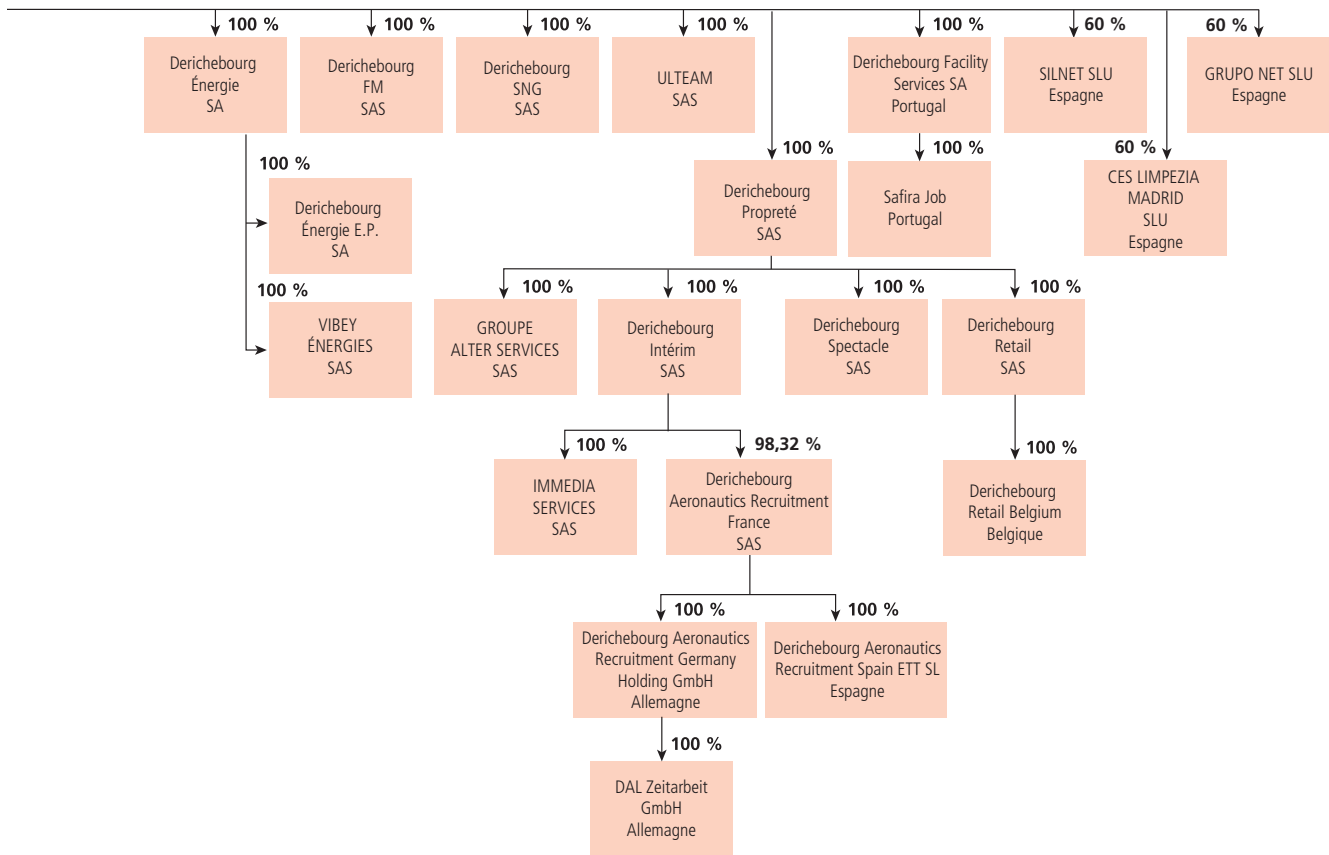 100 %
Derichebourg
Énergie
SA
100 %
Derichebourg
FM
SAS
100 %
Derichebourg
SNG
SAS
100 %
ULTEAM
SAS
100 %
Derichebourg Facility
Services SA
Portugal
60 %
SILNET SLU
Espagne
60 %
GRUPO NET SLU
Espagne
100 %
Derichebourg
Énergie E.P.
SA
100 %
Derichebourg
Propreté
SAS
100 %
Safira Job
Portugal
60 %
CES LIMPEZIA
MADRID
SLU
Espagne
100 %
VIBEY
ÉNERGIES
SAS
100 %
GROUPE
ALTER SERVICES
SAS
100 %
Derichebourg
Intérim
SAS
100 %
Derichebourg
Spectacle
SAS
100 %
Derichebourg
Retail
SAS
100 %
IMMEDIA
SERVICES
SAS
98,32 %
Derichebourg
Aeronautics Recruitment
France
SAS
100 %
Derichebourg
Retail Belgium
Belgique
100 %
Derichebourg Aeronautics
Recruitment Germany
Holding GmbH
Allemagne
100 %
Derichebourg Aeronautics
Recruitment Spain ETT SL
Espagne
100 %
DAL Zeitarbeit
GmbH
Allemagne